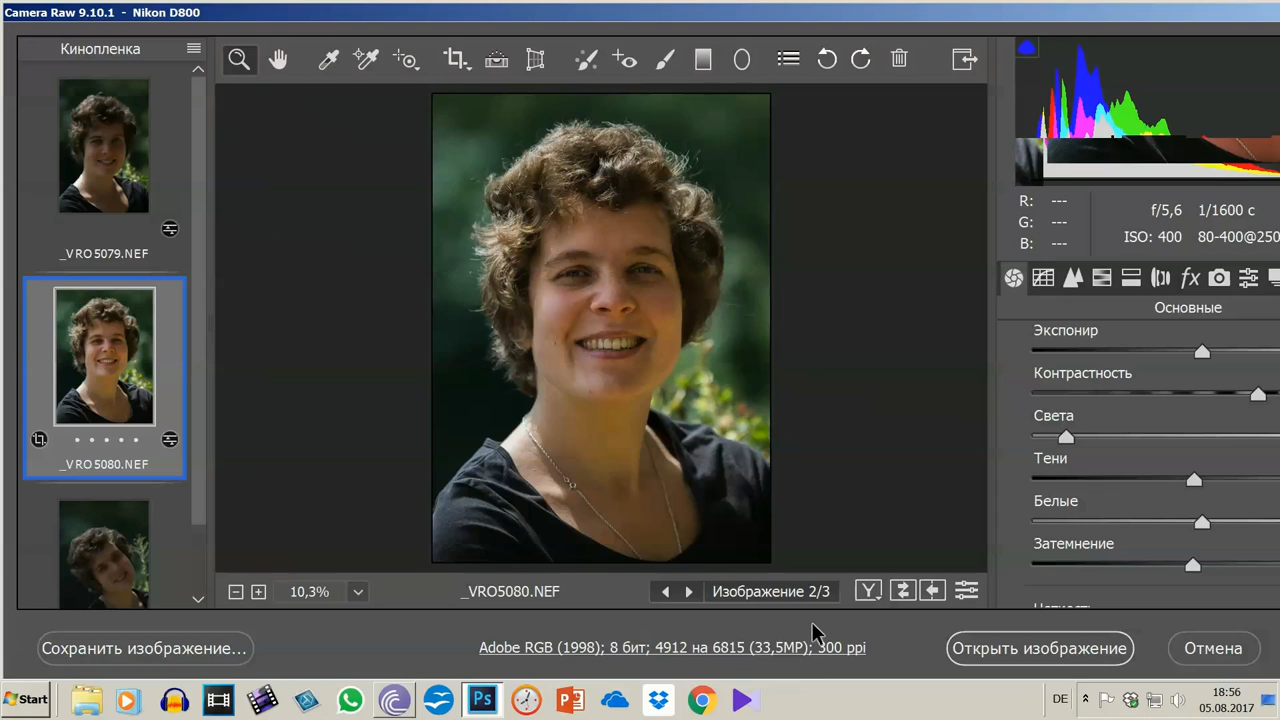 Camera Raw 9.10.1 - Nikon D800
Кинопленка
_VRO5079.NEF
_VRO5080.NEF
R: ---
G: ---
B: ---
f/5,6 1/1600 с
ISO: 400 80-400@250
Основные
Экспонир
Контрастность
Света
Тени
Белые
Затемнение
10,3%
_VRO5080.NEF
Изображение 2/3
Сохранить изображение...
Adobe RGB (1998); 8 бит; 4912 на 6815 (33,5MP); 300 ppi
Открыть изображение
Отмена
Start
Ps
DE
18:56
05.08.2017